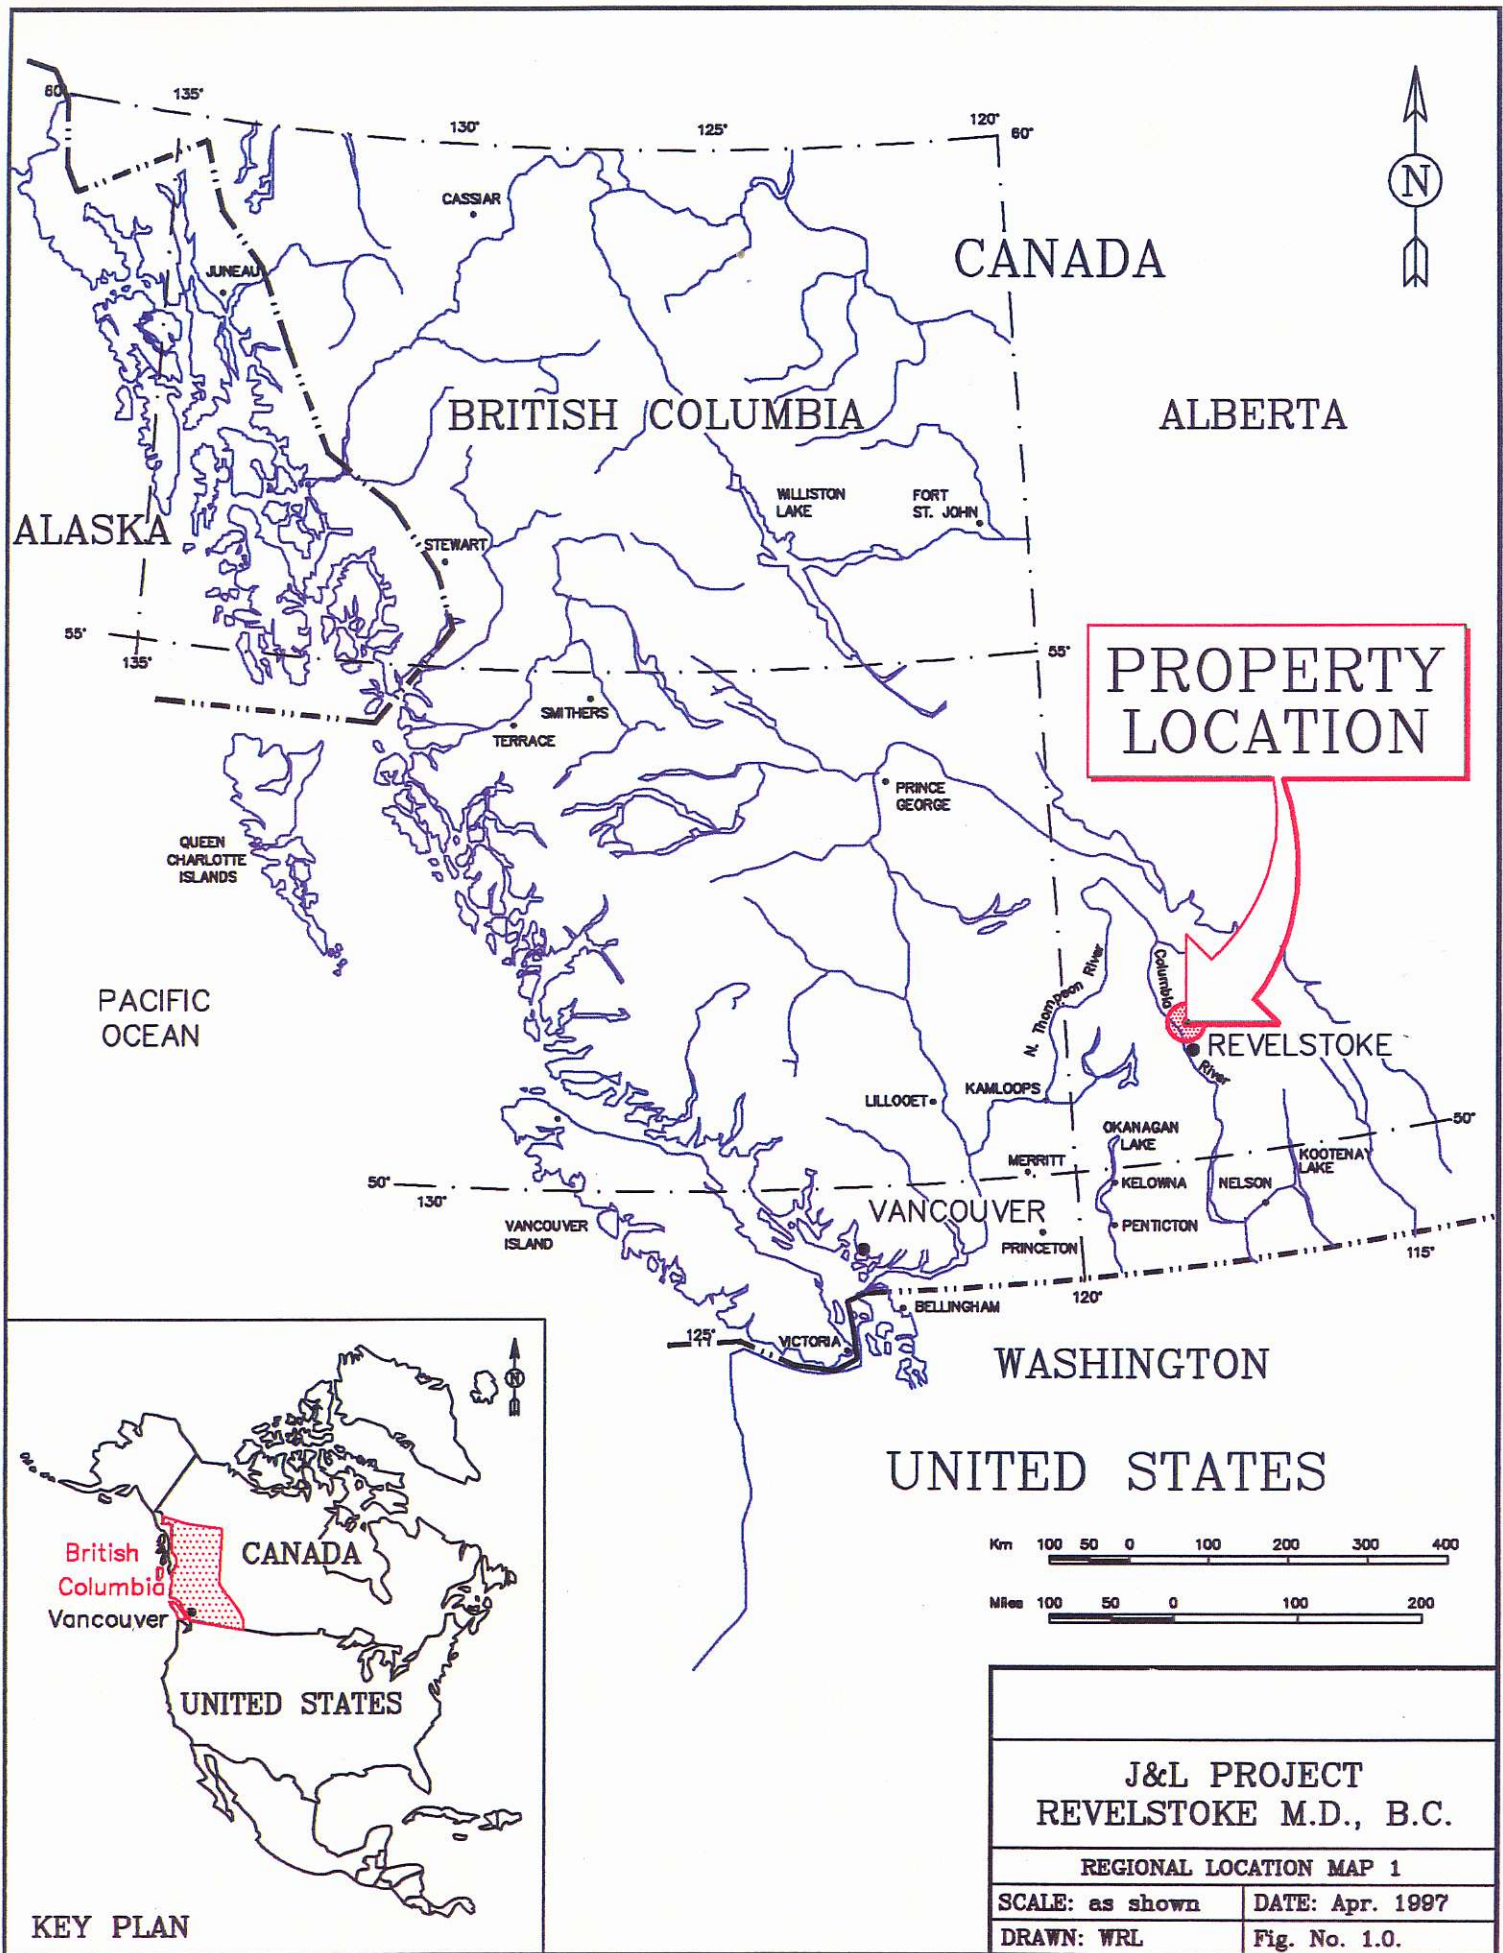 60°
135°
130°
125°
120°
60°
N
CASSIAR
CANADA
JUNEAU
BRITISH COLUMBIA
ALBERTA
WILLISTON
LAKE
FORT
ST. JOHN
ALASKA
STEWART
55°
135°
55°
PROPERTY
LOCATION
SMITHERS
TERRACE
PRINCE
GEORGE
QUEEN
CHARLOTTE
ISLANDS
PACIFIC
OCEAN
N. Thompson River
Columbia
River
REVELSTOKE
LILLOOET
KAMLOOPS
OKANAGAN
LAKE
50°
MERRITT
KOOTENAY
LAKE
50°
130°
KELOWNA
NELSON
VANCOUVER
ISLAND
VANCOUVER
PENTICTON
PRINCETON
115°
120°
BELLINGHAM
125°
VICTORIA
WASHINGTON
UNITED STATES
Km 100 50 0 100 200 300 400
Miles 100 50 0 100 200
N
CANADA
British
Columbia
Vancouver
UNITED STATES
KEY PLAN
J&L PROJECT
REVELSTOKE M.D., B.C.
REGIONAL LOCATION MAP 1
SCALE: as shown
DATE: Apr. 1997
DRAWN: WRL
Fig. No. 1.0.